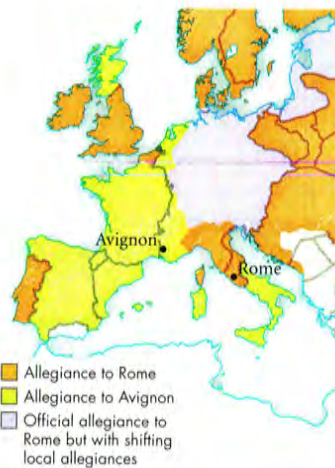 Avignon
Rome
Allegiance to Rome
Allegiance to Avignon
Official allegiance to
Rome but with shifting
local allegiances